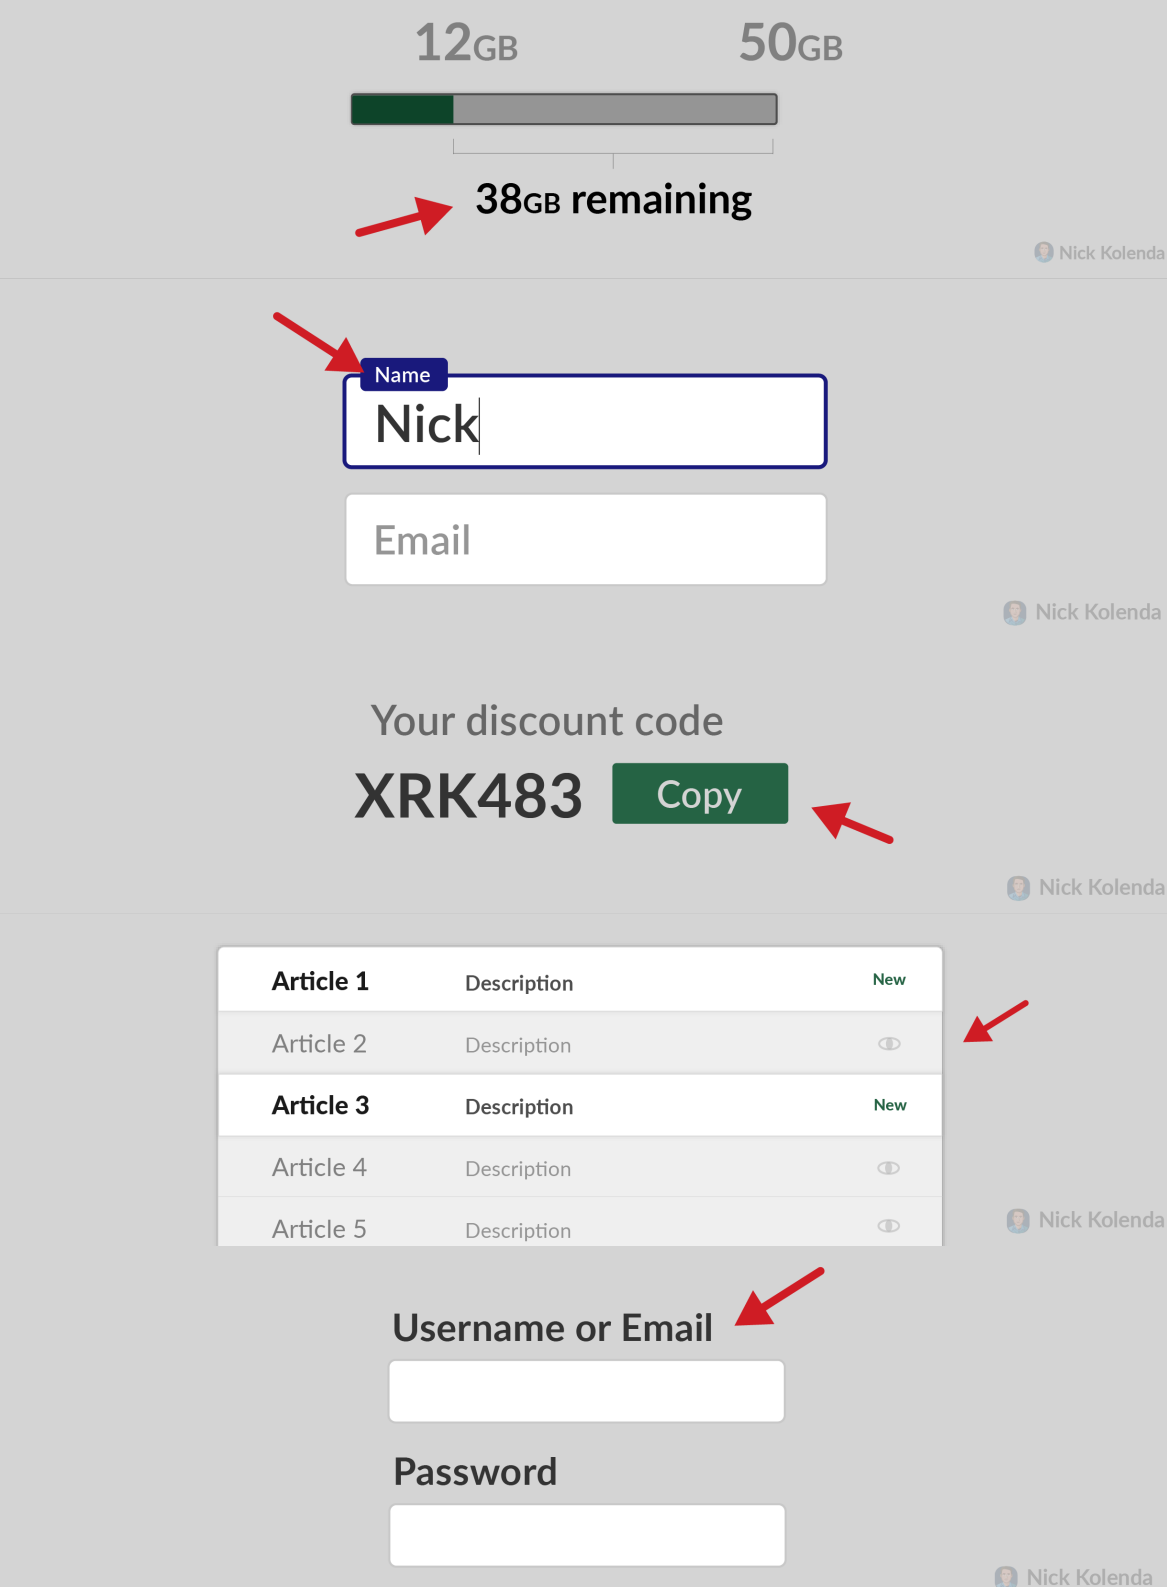 12GB 50GB
38GB remaining
Nick Kolenda
Name
Nick
Email
Nick Kolenda
Your discount code
XRK483 Copy
Nick Kolenda
Article 1 Description New
Article 2 Description
Article 3 Description New
Article 4 Description
Nick Kolenda
Article 5 Description
Username or Email
Password
Nick Kolenda